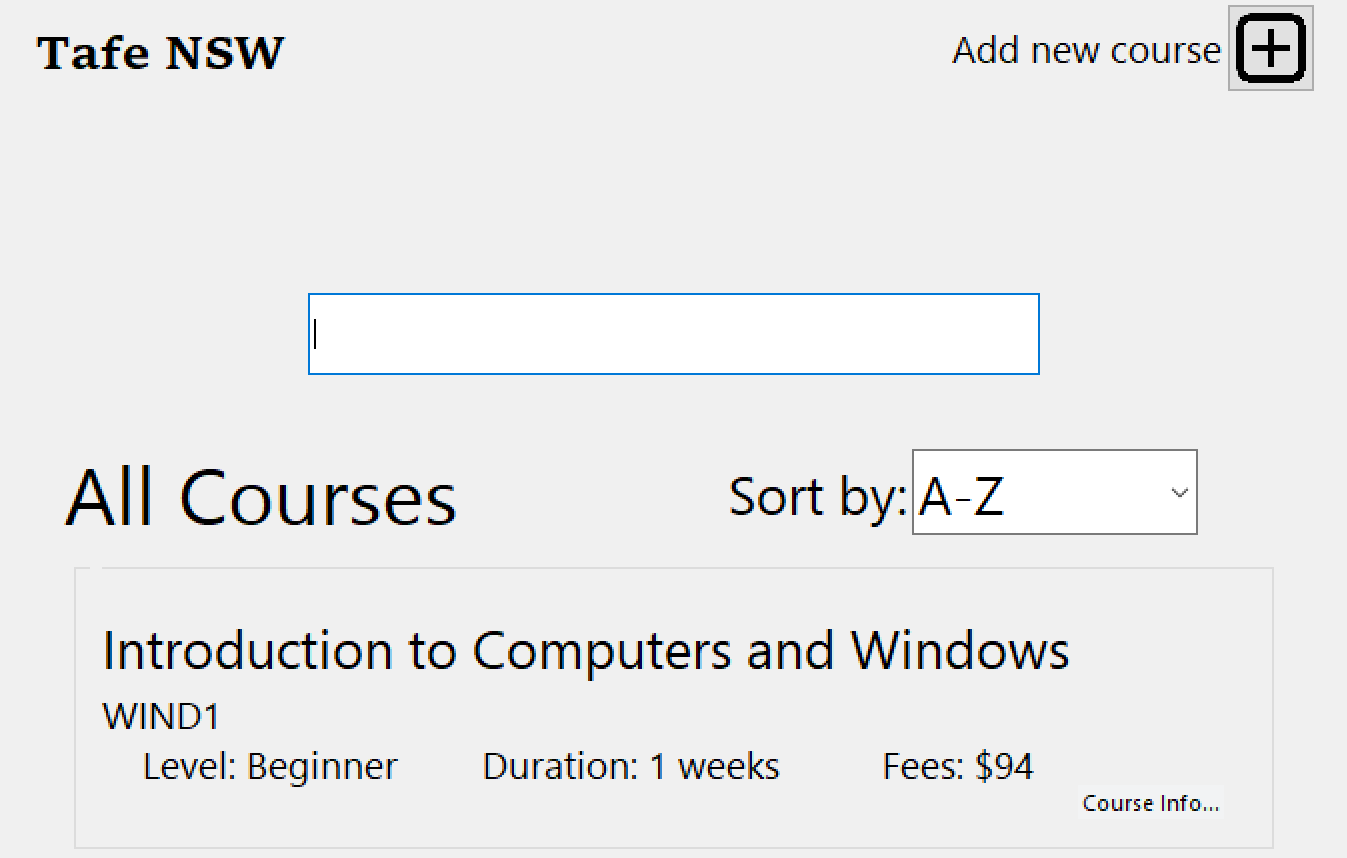 Tafe NSW
Add new course
All Courses
Sort by: A-Z
Introduction to Computers and Windows
WIND1
Level: Beginner Duration: 1 weeks Fees: $94
Course Info...